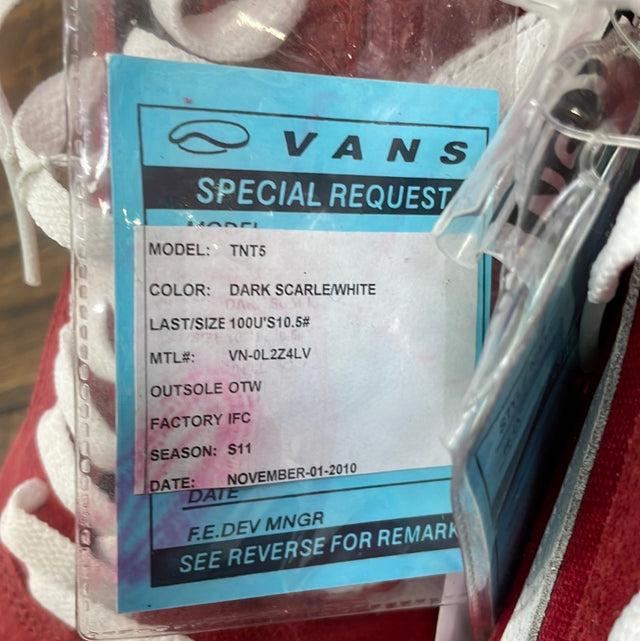 VANS
SPECIAL REQUEST
MODEL
MODEL: TNT5
COLOR: DARK SCARLE/WHITE
LAST/SIZE 100U'S10.5#
MTL#: VN-0L2Z4LV
OUTSOLE OTW
FACTORY IFC
SEASON: S11
DATE: NOVEMBER-01-2010
DATE
F.E.DEV MNGR
SEE REVERSE FOR REMARK